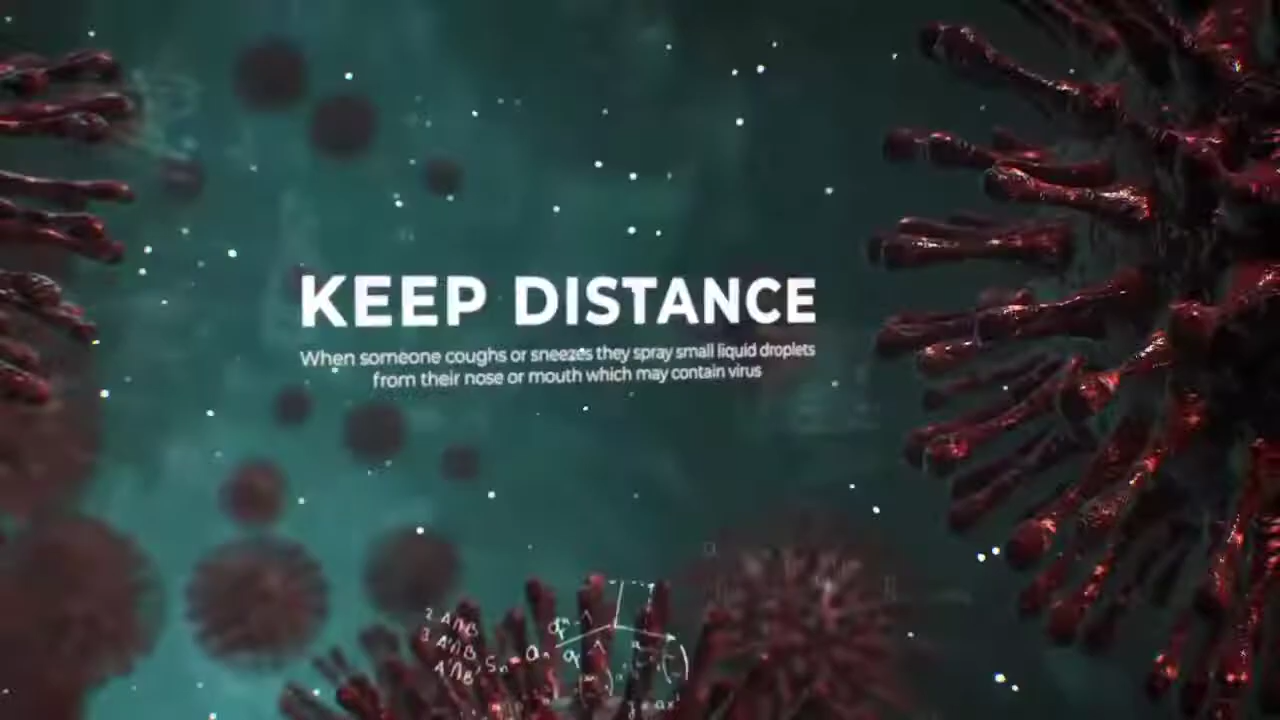 KEEP DISTANCE
When someone coughs or sneezes they spray small liquid droplets
from their nose or mouth which may contain virus